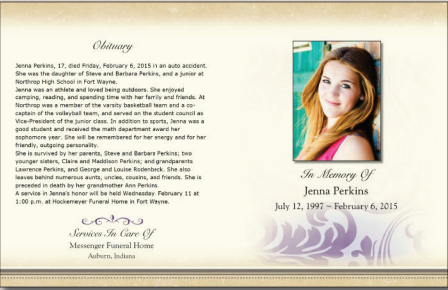 Obituary
Jenna Perkins, 17, died Friday, February 6, 2015 in an auto accident.
She was the daughter of Steve and Barbara Perkins, and a junior at
Northrop High School in Fort Wayne.
Jenna was an athlete and loved being outdoors. She enjoyed
camping, reading, and spending time with her family and friends. At
Northrop was a member of the varsity basketball team and a co-
captain of the volleyball team, and served on the student council as
Vice-President of the junior class. In addition to sports, Jenna was a
good student and received the math department award her
sophomore year. She will be remembered for her energy and for her
friendly, outgoing personality.
She is survived by her parents, Steve and Barbara Perkins; two
younger sisters, Claire and Maddison Perkins; and grandparents
Lawrence Perkins, and George and Louise Rodenbeck. She also
leaves behind numerous aunts, uncles, cousins, and friends. She is
preceded in death by her grandmother Ann Perkins.
A service in Jenna's honor will be held Wednesday. February 11 at
1:00 p.m. at Hockemeyer Funeral Home in Fort Wayne.
Services In Care Of
Messenger Funeral Home
Auburn, Indiana
In Memory Of
Jenna Perkins
July 12, 1997 ~ February 6, 2015